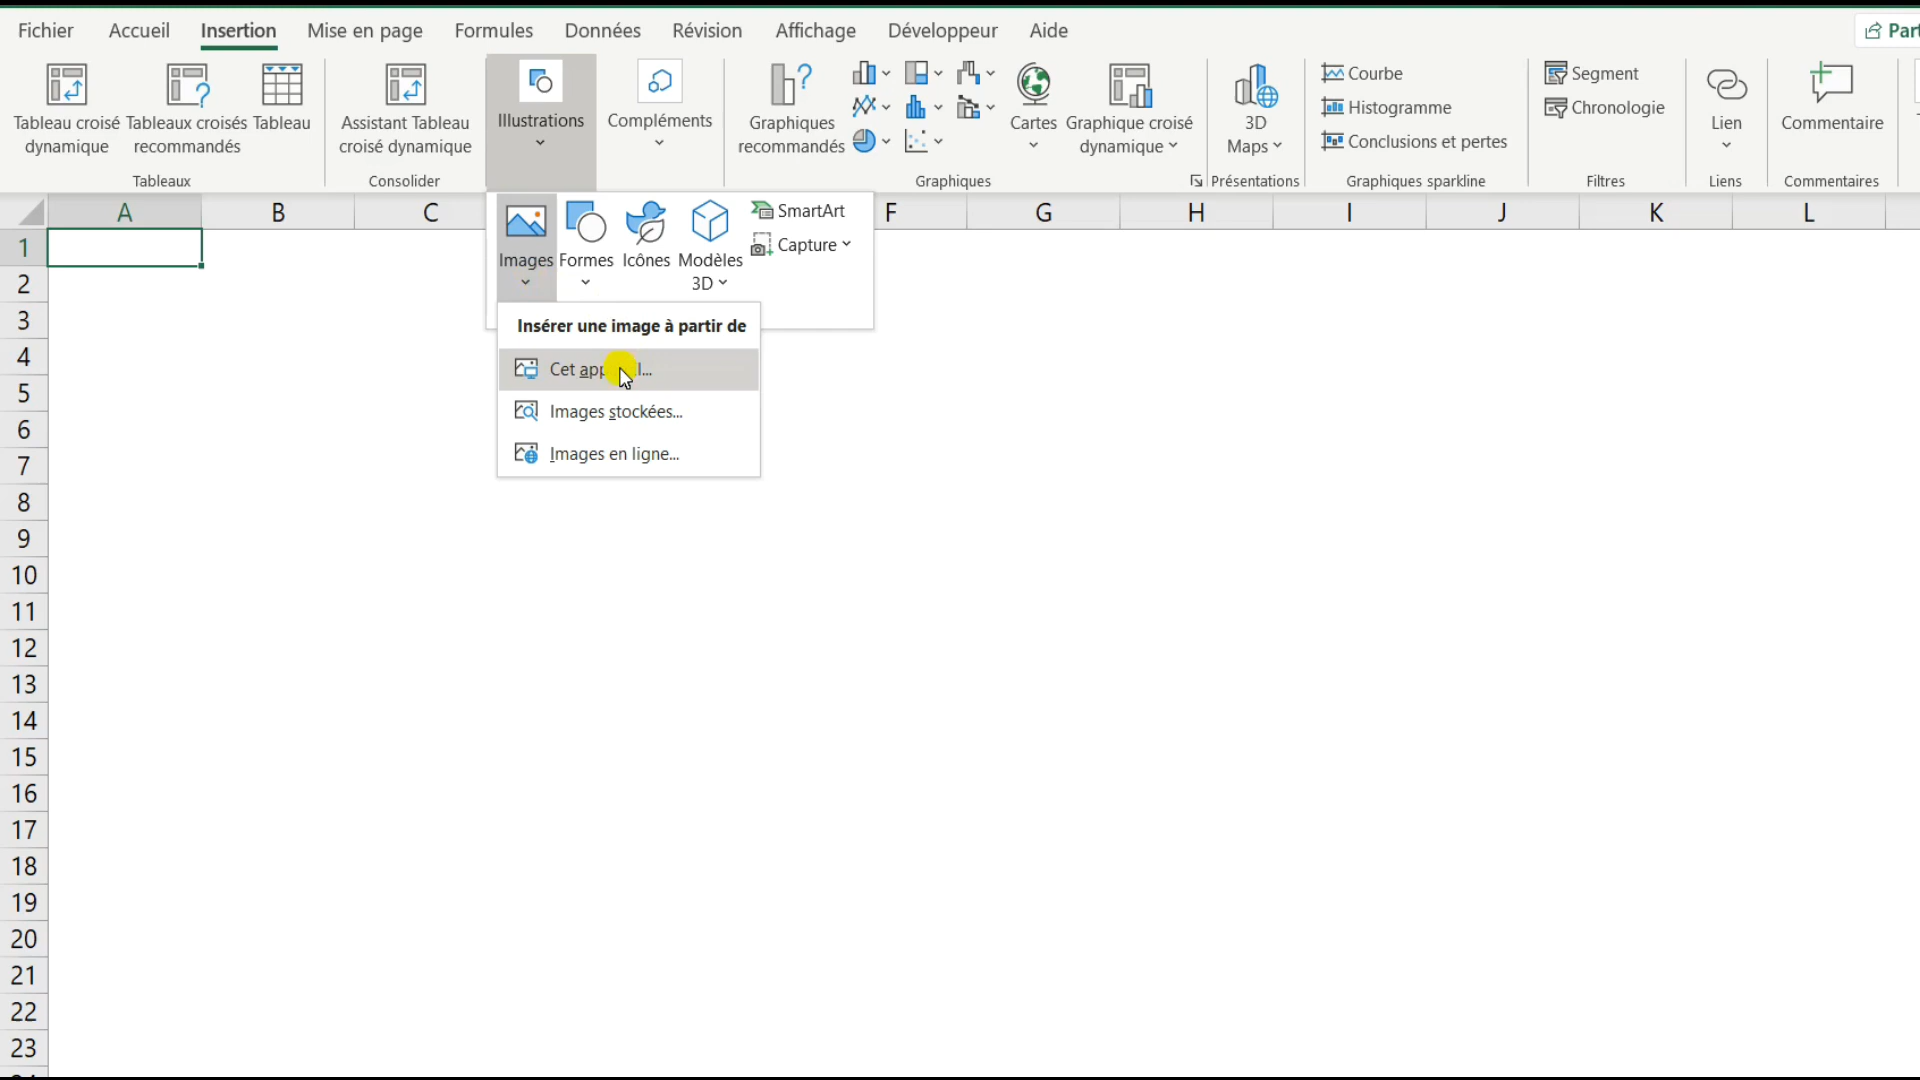 Fichier Accueil Insertion Mise en page Formules Données Révision Affichage Développeur Aide
Tableau croisé dynamique
Tableaux croisés recommandés
Tableau
Tableaux
Assistant Tableau croisé dynamique
Consolider
Illustrations
Compléments
Graphiques recommandés
Cartes
Graphique croisé dynamique
Graphiques
3D Maps
Présentations
Courbe
Histogramme
Conclusions et pertes
Graphiques sparkline
Segment
Chronologie
Filtres
Lien
Liens
Commentaire
Commentaires
Images
Formes
Icônes
Modèles 3D
SmartArt
Capture
Insérer une image à partir de
Cet
Images stockées...
Images en ligne...
A B C F G H I J K L
1
2
3
4
5
6
7
8
9
10
11
12
13
14
15
16
17
18
19
20
21
22
23